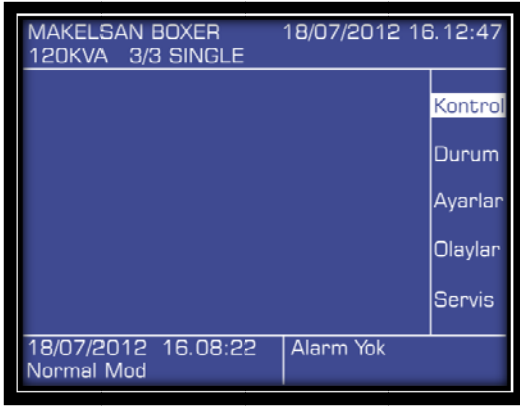 MAKELSAN BOXER 18/07/2012 16.12:47
120KVA 3/3 SINGLE
Kontrol
Durum
Ayarlar
Olaylar
Servis
18/07/2012 16.08:22 Alarm Yok
Normal Mod